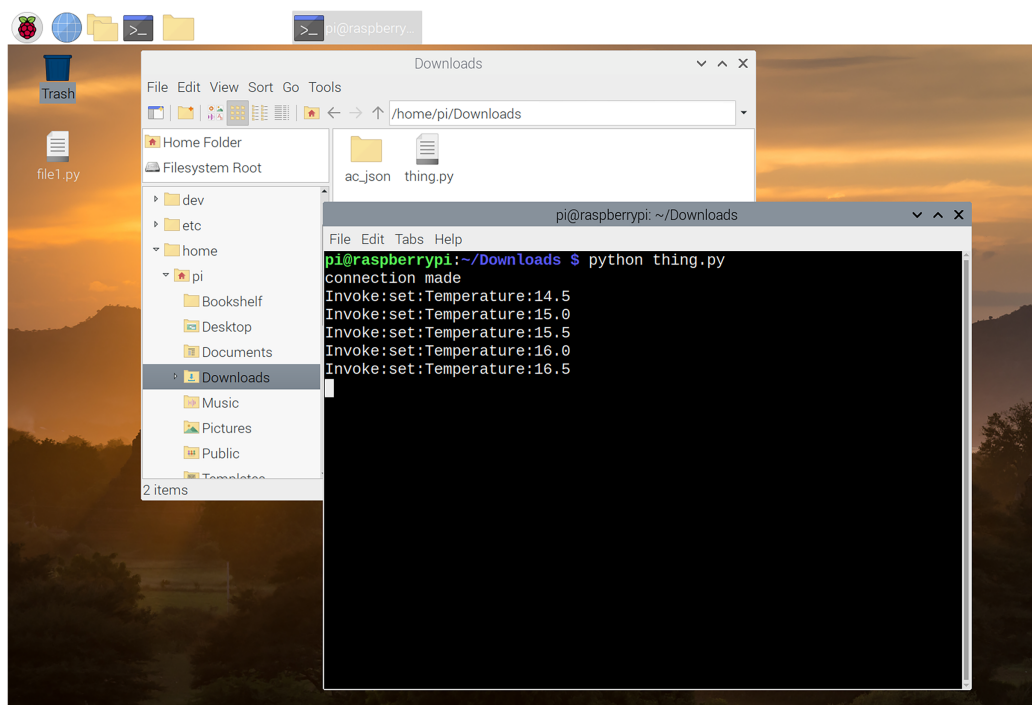 pi@raspberry...
Trash
file1.py
Downloads
File Edit View Sort Go Tools
/home/pi/Downloads
Home Folder
Filesystem Root
dev
etc
home
pi
Bookshelf
Desktop
Documents
Downloads
Music
Pictures
Public
Templates
2 items
ac_json
thing.py
pi@raspberrypi: ~/Downloads
File Edit Tabs Help
pi@raspberrypi:~/Downloads $ python thing.py
connection made
Invoke:set:Temperature:14.5
Invoke:set:Temperature:15.0
Invoke:set:Temperature:15.5
Invoke:set:Temperature:16.0
Invoke:set:Temperature:16.5